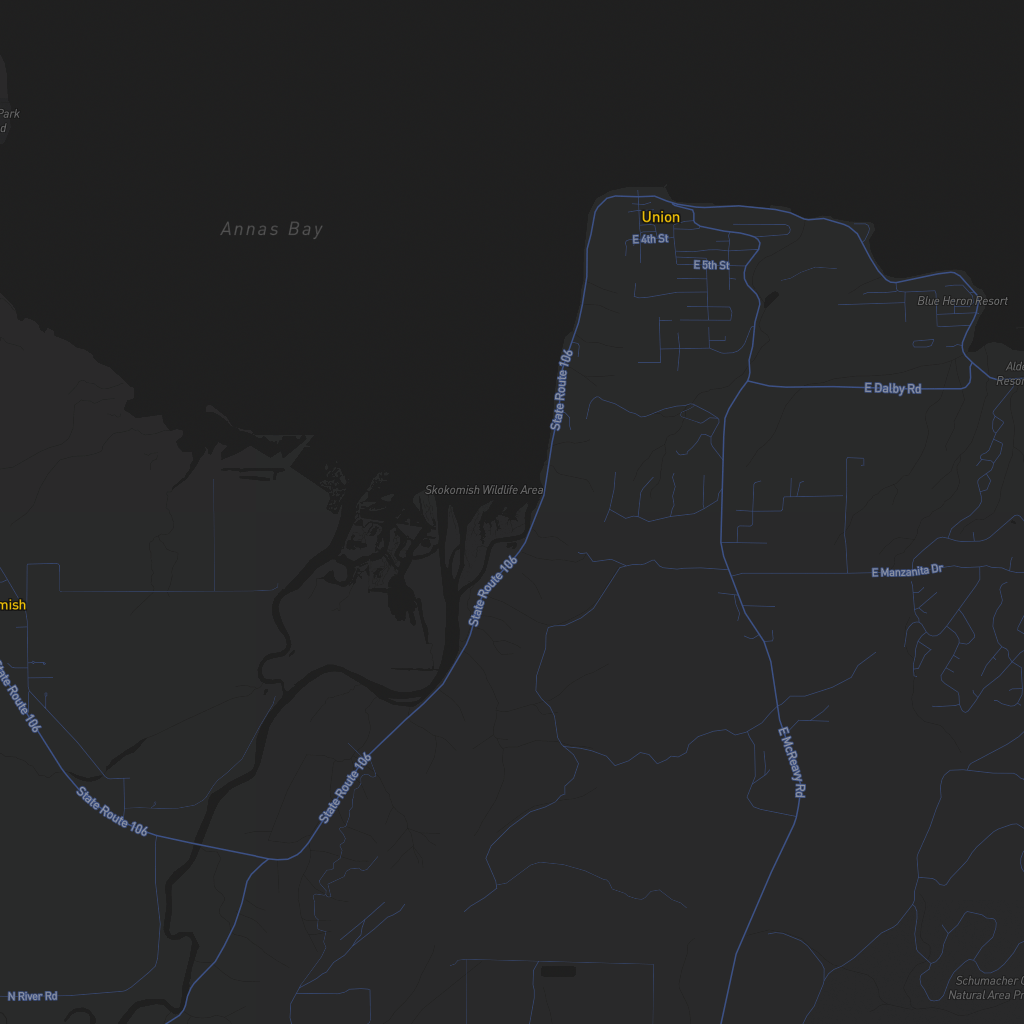 Park
d
Union
Annas Bay
E 4th St
E 5th St
Blue Heron Resort
State Route 106
Alde
Resor
E Dalby Rd
Skokomish Wildlife Area
E Manzanita Dr
State Route 106
mish
State Route 106
E McReavy Rd
State Route 106
State Route 106
Schumacher C
Natural Area Pr
N River Rd